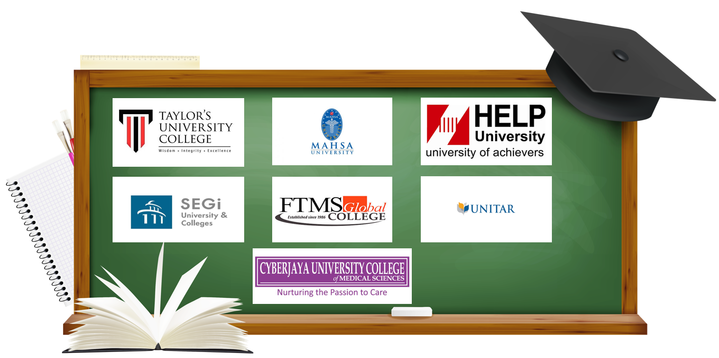 TAYLOR'S
UNIVERSITY
COLLEGE
Wisdom • Integrity • Excellence
MAHSA
UNIVERSITY
HELP
University
university of achievers
SEGi
University &
Colleges
FTMS Global
Established since 1986 COLLEGE
UNITAR
CYBERJAYA UNIVERSITY COLLEGE
of MEDICAL SCIENCES
Nurturing the Passion to Care